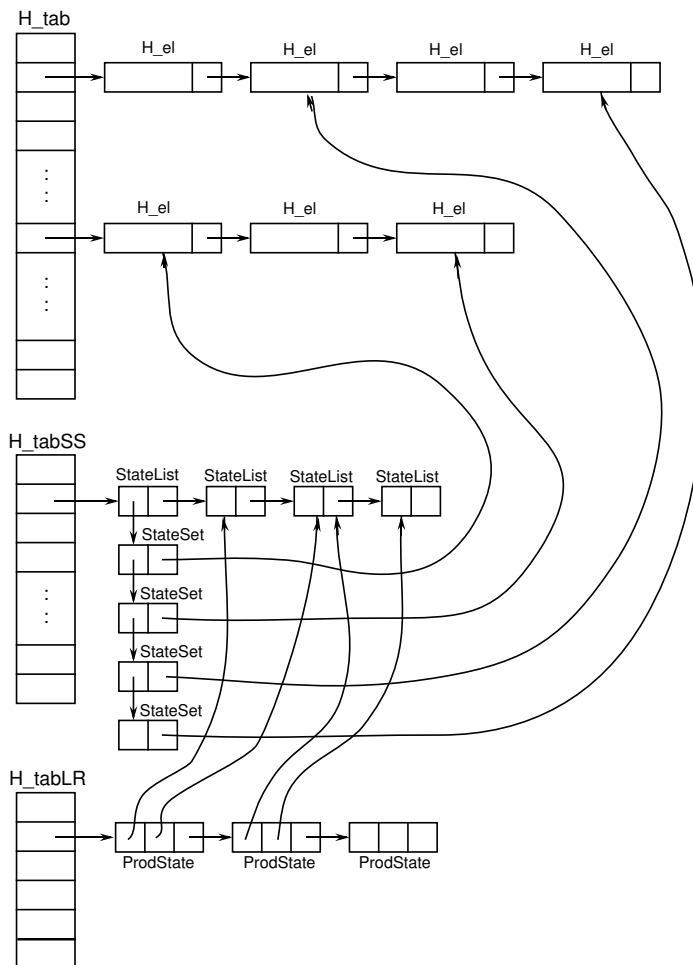 H_tab
H_el
H_el
H_el
H_el
H_el
H_el
H_el
H_tabSS
StateList
StateList
StateList
StateList
StateSet
StateSet
StateSet
StateSet
H_tabLR
ProdState
ProdState
ProdState